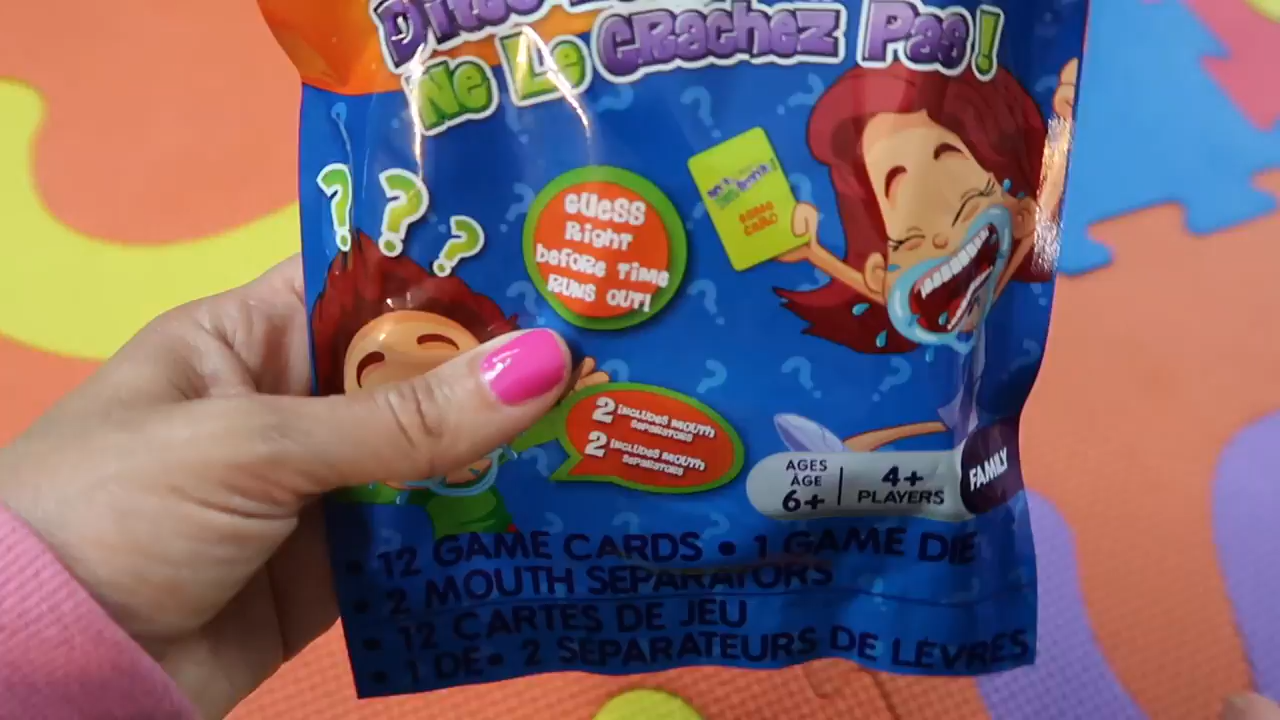 Ne Le Crachez Pas!
GUESS
Right
before Time
RUNS OUT!
GAME
CARD
2 INCLUDES MOUTH
SEPARATORS
2 INCLUDES MOUTH
SEPARATORS
AGES
ÂGE
6+
4+
PLAYERS
FAMILY
• 12 GAME CARDS • 1 GAME DIE
• 2 MOUTH SEPARATORS
• 12 CARTES DE JEU
• 1 DÉ • 2 SÉPARATEURS DE LÈVRES